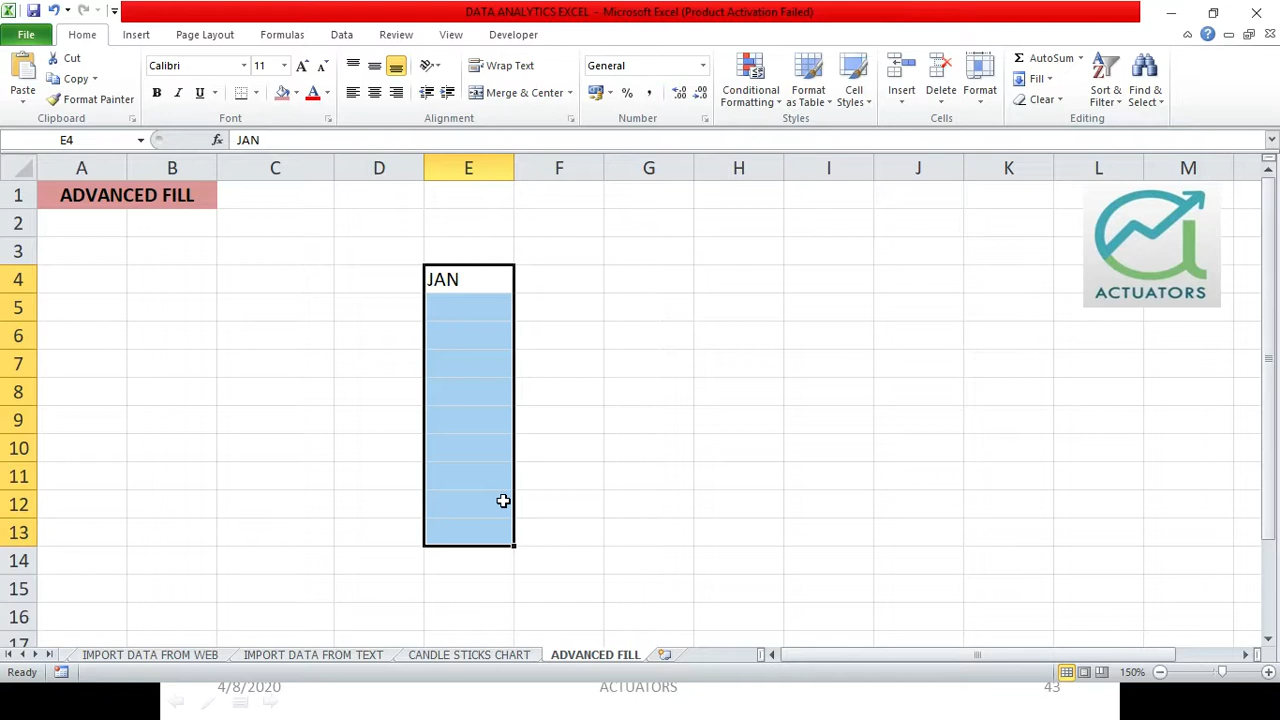 DATA ANALYTICS EXCEL – Microsoft Excel (Product Activation Failed)
File Home Insert Page Layout Formulas Data Review View Developer
Cut
Copy
Format Painter
Paste
Clipboard
Calibri 11
B I U
Font
Wrap Text
Merge & Center
Alignment
General
% ,
Number
Conditional Formatting
Format as Table
Cell Styles
Styles
Insert
Delete
Format
Cells
AutoSum
Fill
Clear
Sort & Filter
Find & Select
Editing
E4 fx JAN
A B C D E F G H I J K L M
1 ADVANCED FILL
2
3
4 JAN
5
6
7
8
9
10
11
12
13
14
15
16
17
ACTUATORS
IMPORT DATA FROM WEB IMPORT DATA FROM TEXT CANDLE STICKS CHART ADVANCED FILL
Ready 150%
4/8/2020 ACTUATORS 43